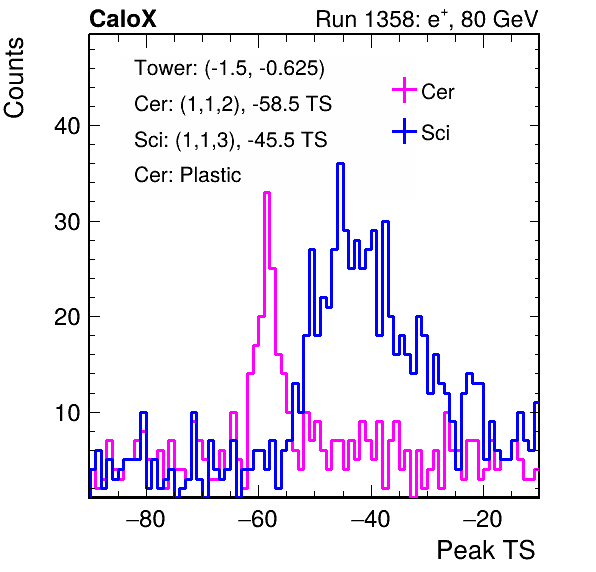 CaloX Run 1358: e⁺, 80 GeV
Counts
Tower: (-1.5, -0.625)
Cer: (1,1,2), -58.5 TS
Sci: (1,1,3), -45.5 TS
Cer: Plastic
Cer
Sci
40
30
20
10
−80 −60 −40 −20
Peak TS